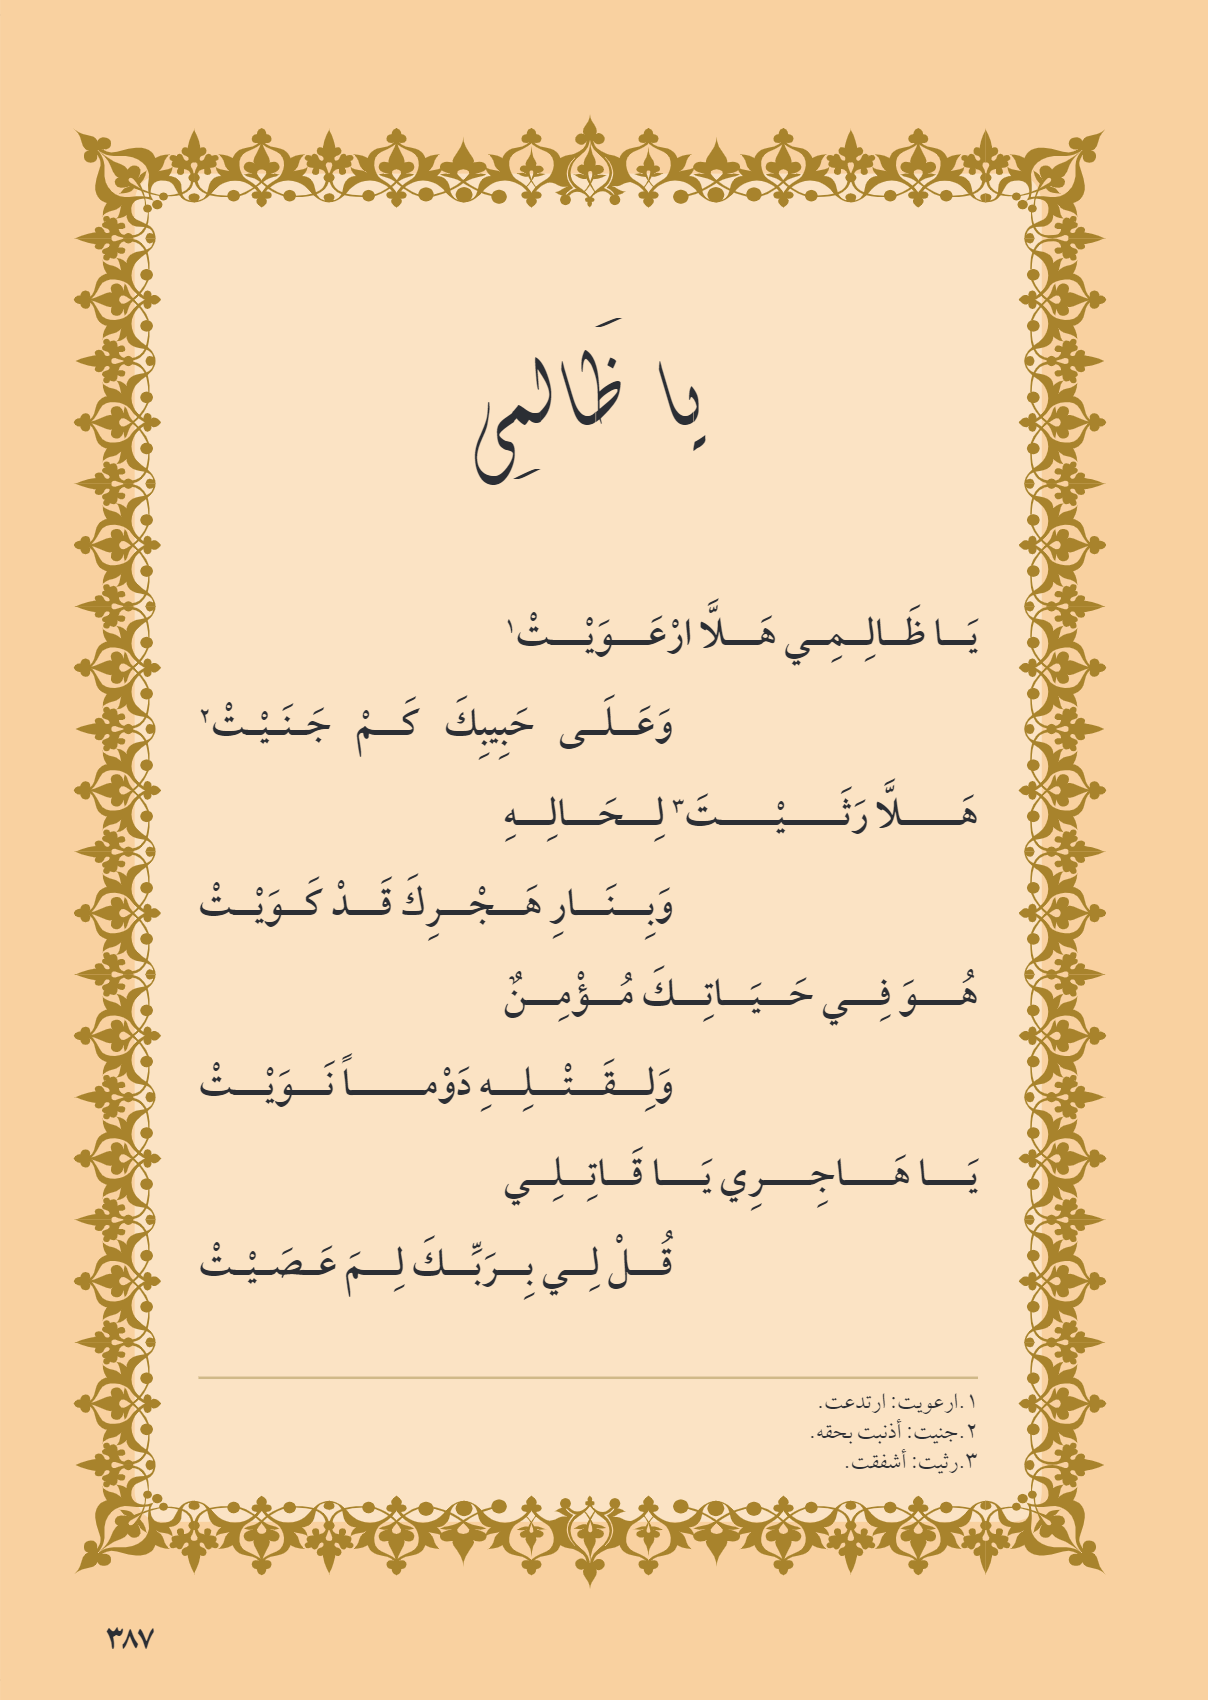 يا ظَالمِي
يَا ظَالِمِي هَلَّا ارْعَوَيْتْ١
وَعَلَى حَبِيبِكَ كَمْ جَنَيْتْ٢
هَلَّا رَثَيْتَ٣ لِحَالِهِ
وَبِنَارِ هَجْرِكَ قَدْ كَوَيْتْ
هُوَ فِي حَيَاتِكَ مُؤْمِنٌ
وَلِقَتْلِهِ دَوْماً نَوَيْتْ
يَا هَاجِرِي يَا قَاتِلِي
قُلْ لِي بِرَبِّكَ لِمَ عَصَيْتْ
١.ارعويت: ارتدعت.
٢.جنيت: أذنبت بحقه.
٣.رثيت: أشفقت.
٣٨٧